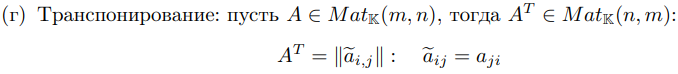 (г) Транспонирование: пусть A ∈ Mat_𝕂(m, n), тогда A^T ∈ Mat_𝕂(n, m):
A^T = ‖ã_{i,j}‖ : ã_{ij} = a_{ji}